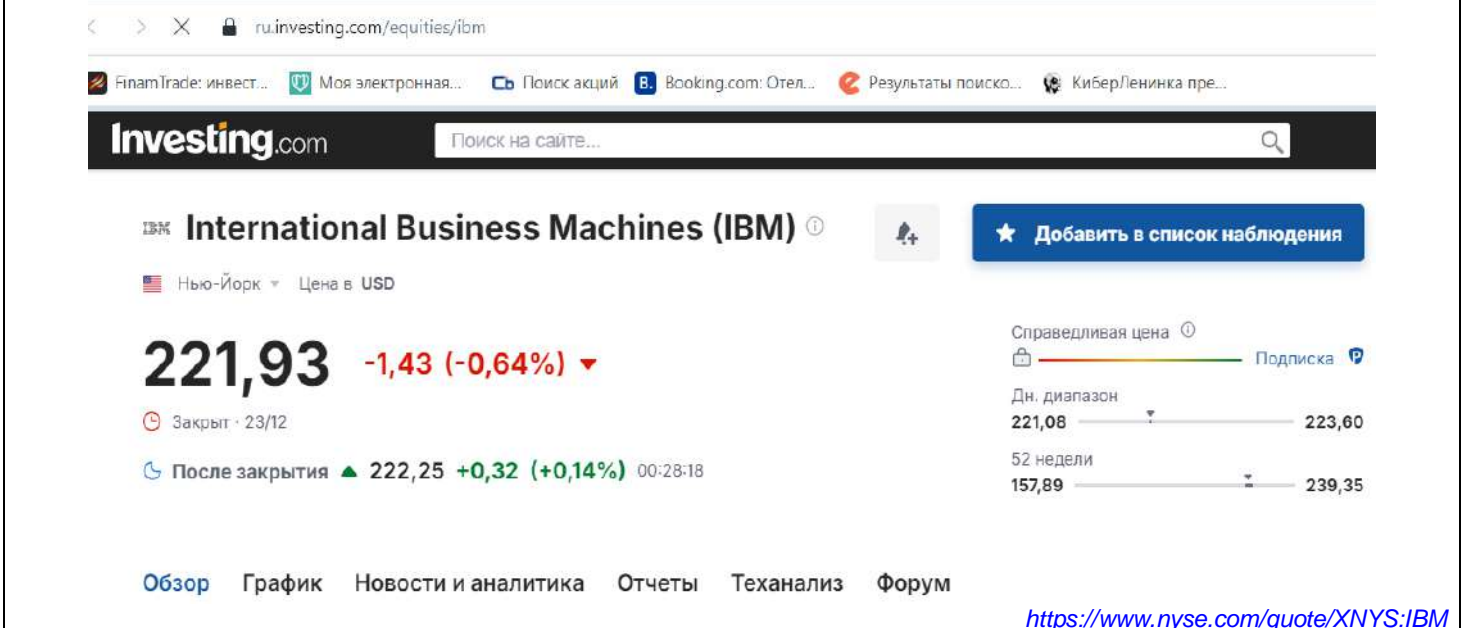 ru.investing.com/equities/ibm
FinamTrade: инвест... Моя электронная... Cb Поиск акций B. Booking.com: Отел... Результаты поиско... КиберЛенинка пре...
Investing.com Поиск на сайте...
IBM International Business Machines (IBM) Добавить в список наблюдения
Нью-Йорк Цена в USD
Справедливая цена
Подписка P
221,93 -1,43 (-0,64%)
Дн. диапазон
221,08 223,60
Закрыт · 23/12
52 недели
157,89 239,35
После закрытия 222,25 +0,32 (+0,14%) 00:28:18
Обзор График Новости и аналитика Отчеты Теханализ Форум
https://www.nyse.com/quote/XNYS:IBM